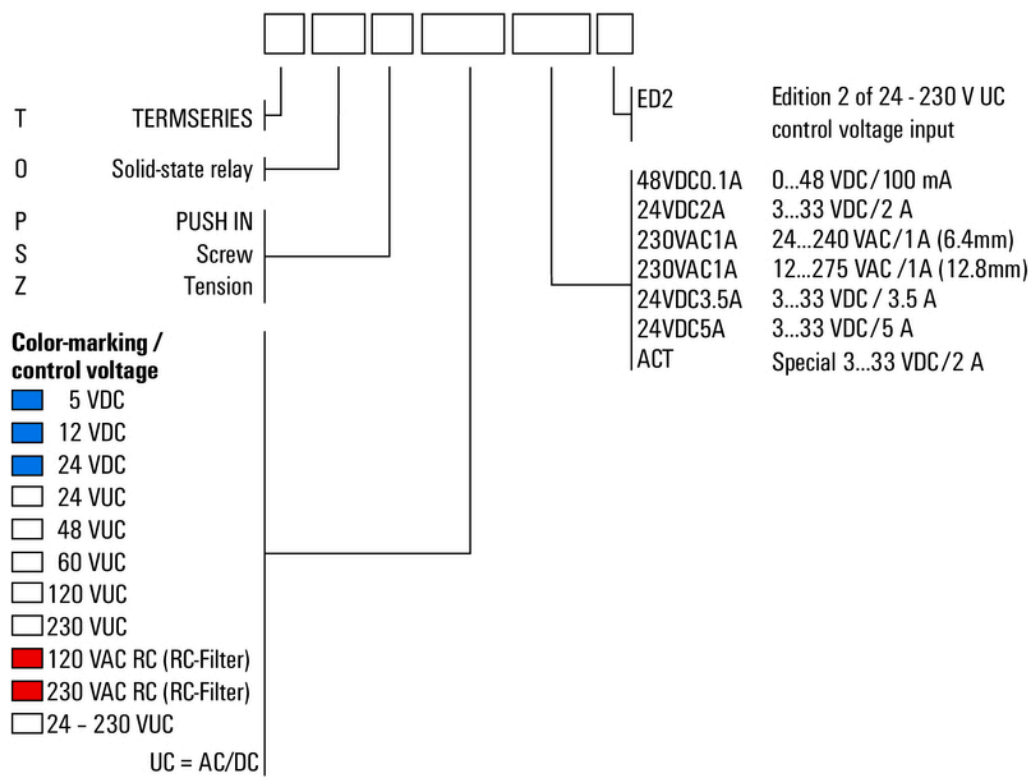 T TERMSERIES
O Solid-state relay
P PUSH IN
S Screw
Z Tension
Color-marking /
control voltage
5 VDC
12 VDC
24 VDC
24 VUC
48 VUC
60 VUC
120 VUC
230 VUC
120 VAC RC (RC-Filter)
230 VAC RC (RC-Filter)
24 – 230 VUC
UC = AC/DC
ED2 Edition 2 of 24 - 230 V UC
control voltage input
48VDC0.1A 0...48 VDC/100 mA
24VDC2A 3...33 VDC/2 A
230VAC1A 24...240 VAC/1A (6.4mm)
230VAC1A 12...275 VAC /1A (12.8mm)
24VDC3.5A 3...33 VDC / 3.5 A
24VDC5A 3...33 VDC/5 A
ACT Special 3...33 VDC/2 A